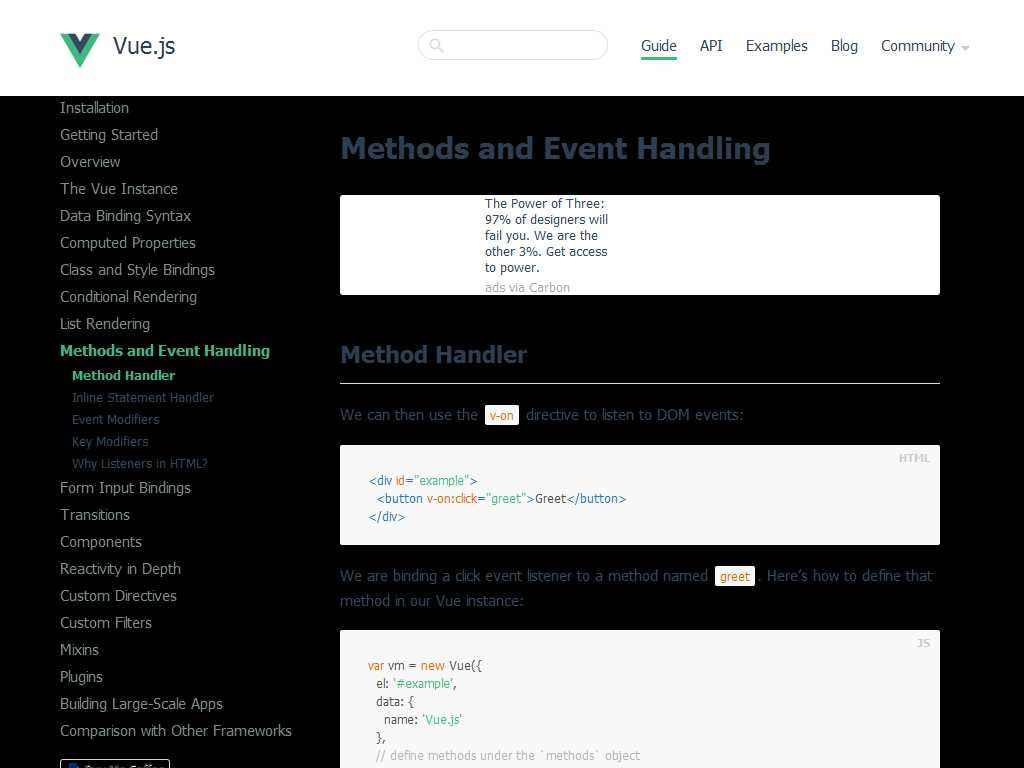 Vue.js
Guide
API
Examples
Blog
Community
Installation
Getting Started
Overview
The Vue Instance
Data Binding Syntax
Computed Properties
Class and Style Bindings
Conditional Rendering
List Rendering
Methods and Event Handling
Method Handler
Inline Statement Handler
Event Modifiers
Key Modifiers
Why Listeners in HTML?
Form Input Bindings
Transitions
Components
Reactivity in Depth
Custom Directives
Custom Filters
Mixins
Plugins
Building Large-Scale Apps
Comparison with Other Frameworks
Methods and Event Handling
The Power of Three:
97% of designers will
fail you. We are the
other 3%. Get access
to power.
ads via Carbon
Method Handler
We can then use the v-on directive to listen to DOM events:
HTML
<div id="example">
  <button v-on:click="greet">Greet</button>
</div>
We are binding a click event listener to a method named greet. Here’s how to define that
method in our Vue instance:
JS
var vm = new Vue({
  el: '#example',
  data: {
    name: 'Vue.js'
  },
  // define methods under the `methods` object